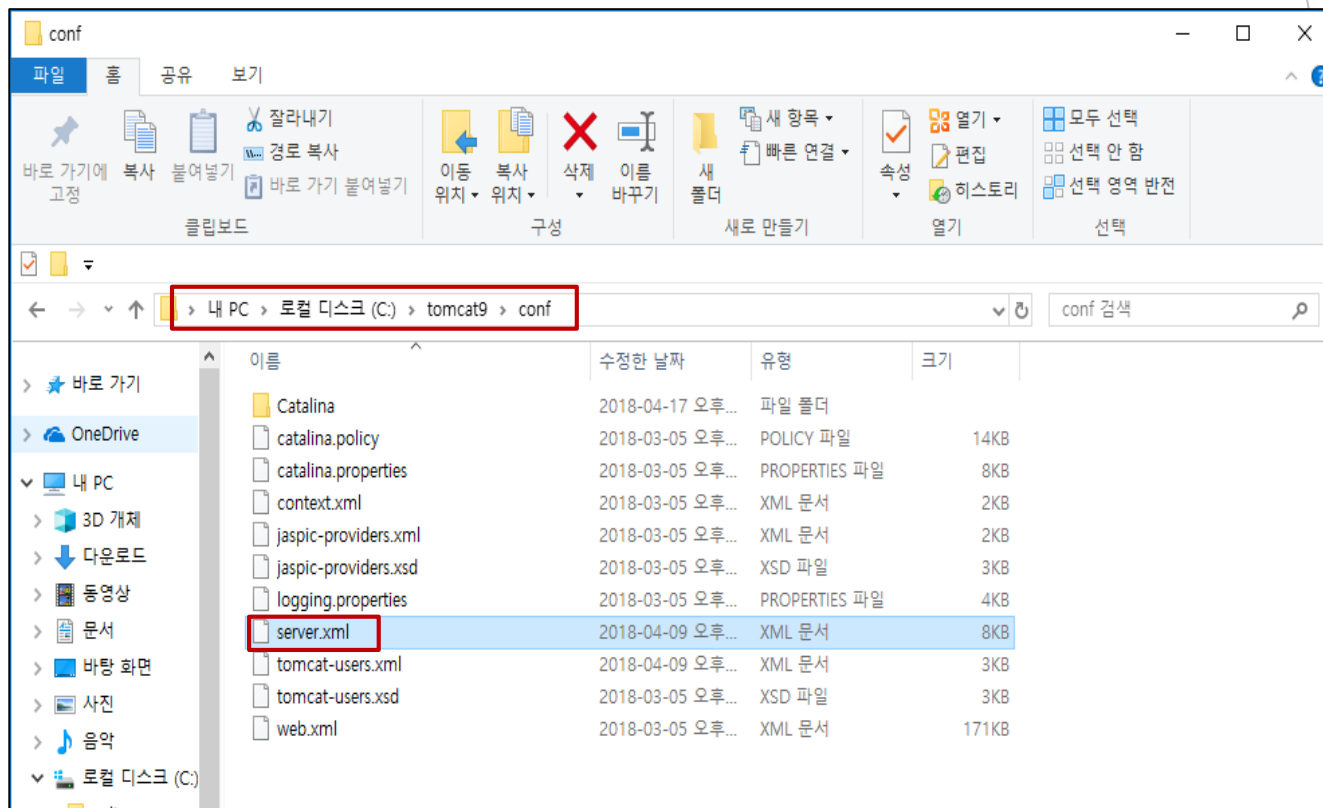 conf
파일 홈 공유 보기
바로 가기에 고정
복사
붙여넣기
잘라내기
경로 복사
바로 가기 붙여넣기
클립보드
이동 위치
복사 위치
삭제
이름 바꾸기
구성
새 폴더
새 항목
빠른 연결
새로 만들기
속성
열기
편집
히스토리
열기
모두 선택
선택 안 함
선택 영역 반전
선택
내 PC > 로컬 디스크 (C:) > tomcat9 > conf
conf 검색
바로 가기
OneDrive
내 PC
3D 개체
다운로드
동영상
문서
바탕 화면
사진
음악
로컬 디스크 (C:)
이름 수정한 날짜 유형 크기
Catalina 2018-04-17 오후... 파일 폴더
catalina.policy 2018-03-05 오후... POLICY 파일 14KB
catalina.properties 2018-03-05 오후... PROPERTIES 파일 8KB
context.xml 2018-03-05 오후... XML 문서 2KB
jaspic-providers.xml 2018-03-05 오후... XML 문서 2KB
jaspic-providers.xsd 2018-03-05 오후... XSD 파일 3KB
logging.properties 2018-03-05 오후... PROPERTIES 파일 4KB
server.xml 2018-04-09 오후... XML 문서 8KB
tomcat-users.xml 2018-04-09 오후... XML 문서 3KB
tomcat-users.xsd 2018-03-05 오후... XSD 파일 3KB
web.xml 2018-03-05 오후... XML 문서 171KB